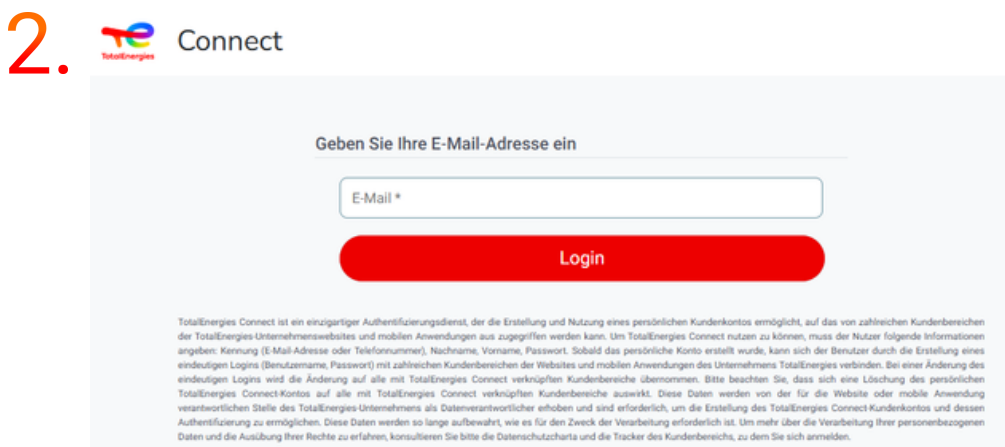 2.
TotalEnergies
Connect
Geben Sie Ihre E-Mail-Adresse ein
E-Mail *
Login
TotalEnergies Connect ist ein einzigartiger Authentifizierungsdienst, der die Erstellung und Nutzung eines persönlichen Kundenkontos ermöglicht, auf das von zahlreichen Kundenbereichen
der TotalEnergies-Unternehmenswebsites und mobilen Anwendungen aus zugegriffen werden kann. Um TotalEnergies Connect nutzen zu können, muss der Nutzer folgende Informationen
angeben: Kennung (E-Mail-Adresse oder Telefonnummer), Nachname, Vorname, Passwort. Sobald das persönliche Konto erstellt wurde, kann sich der Benutzer durch die Erstellung eines
eindeutigen Logins (Benutzername, Passwort) mit zahlreichen Kundenbereichen der Websites und mobilen Anwendungen des Unternehmens TotalEnergies verbinden. Bei einer Änderung des
eindeutigen Logins wird die Änderung auf alle mit TotalEnergies Connect verknüpften Kundenbereiche übernommen. Bitte beachten Sie, dass sich eine Löschung des persönlichen
TotalEnergies Connect-Kontos auf alle mit TotalEnergies Connect verknüpften Kundenbereiche auswirkt. Diese Daten werden von der für die Website oder mobile Anwendung
verantwortlichen Stelle des TotalEnergies-Unternehmens als Datenverantwortlicher erhoben und sind erforderlich, um die Erstellung des TotalEnergies Connect-Kundenkontos und dessen
Authentifizierung zu ermöglichen. Diese Daten werden so lange aufbewahrt, wie es für den Zweck der Verarbeitung erforderlich ist. Um mehr über die Verarbeitung Ihrer personenbezogenen
Daten und die Ausübung Ihrer Rechte zu erfahren, konsultieren Sie bitte die Datenschutzcharta und die Tracker des Kundenbereichs, zu dem Sie sich anmelden.